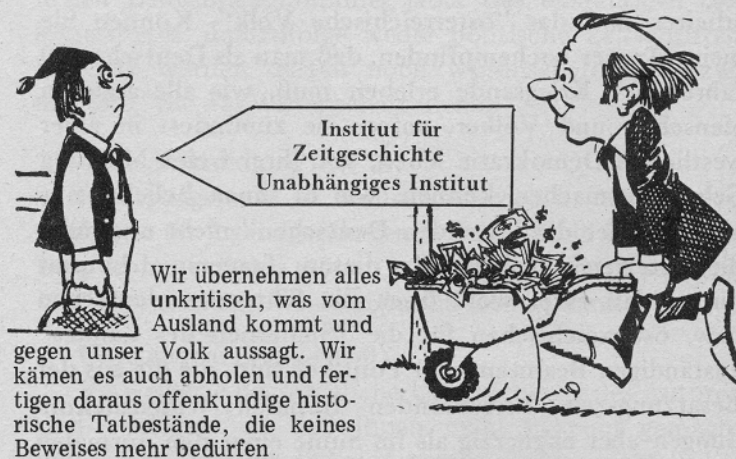 Institut für
Zeitgeschichte
Unabhängiges Institut
Wir übernehmen alles
unkritisch, was vom
Ausland kommt und
gegen unser Volk aussagt. Wir
kämen es auch abholen und fer-
tigen daraus offenkundige histo-
rische Tatbestände, die keines
Beweises mehr bedürfen